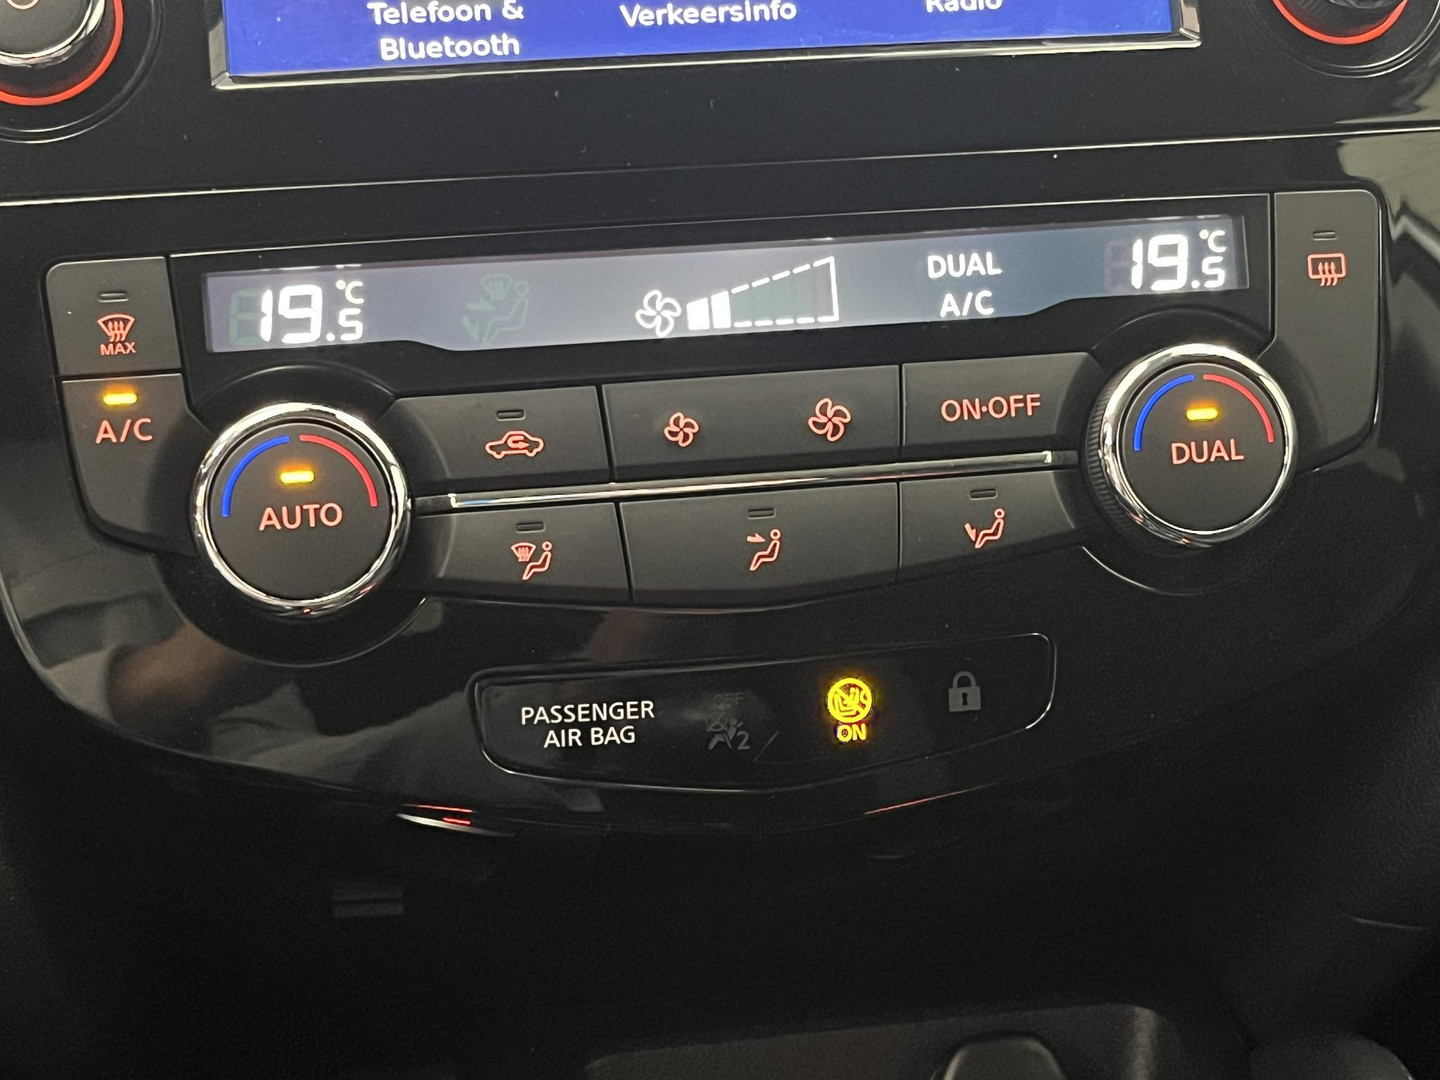 Telefoon &
Bluetooth
VerkeersInfo
Radio
19.5 °C
DUAL
A/C
19.5 °C
MAX
A/C
AUTO
ON•OFF
DUAL
PASSENGER
AIR BAG
OFF
2
ON